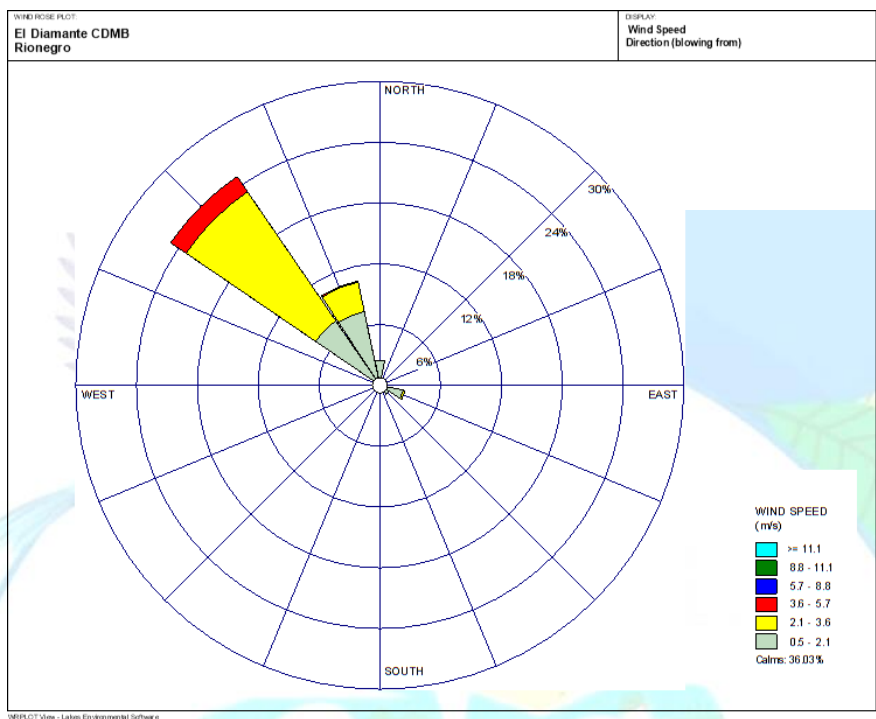 WIND ROSE PLOT:
El Diamante CDMB
Rionegro
DISPLAY:
Wind Speed
Direction (blowing from)
NORTH
30%
24%
18%
12%
6%
WEST
EAST
SOUTH
WIND SPEED
(m/s)
>= 11.1
8.8 - 11.1
5.7 - 8.8
3.6 - 5.7
2.1 - 3.6
0.5 - 2.1
Calms: 36.03%
WRPLOT View - Lakes Environmental Software